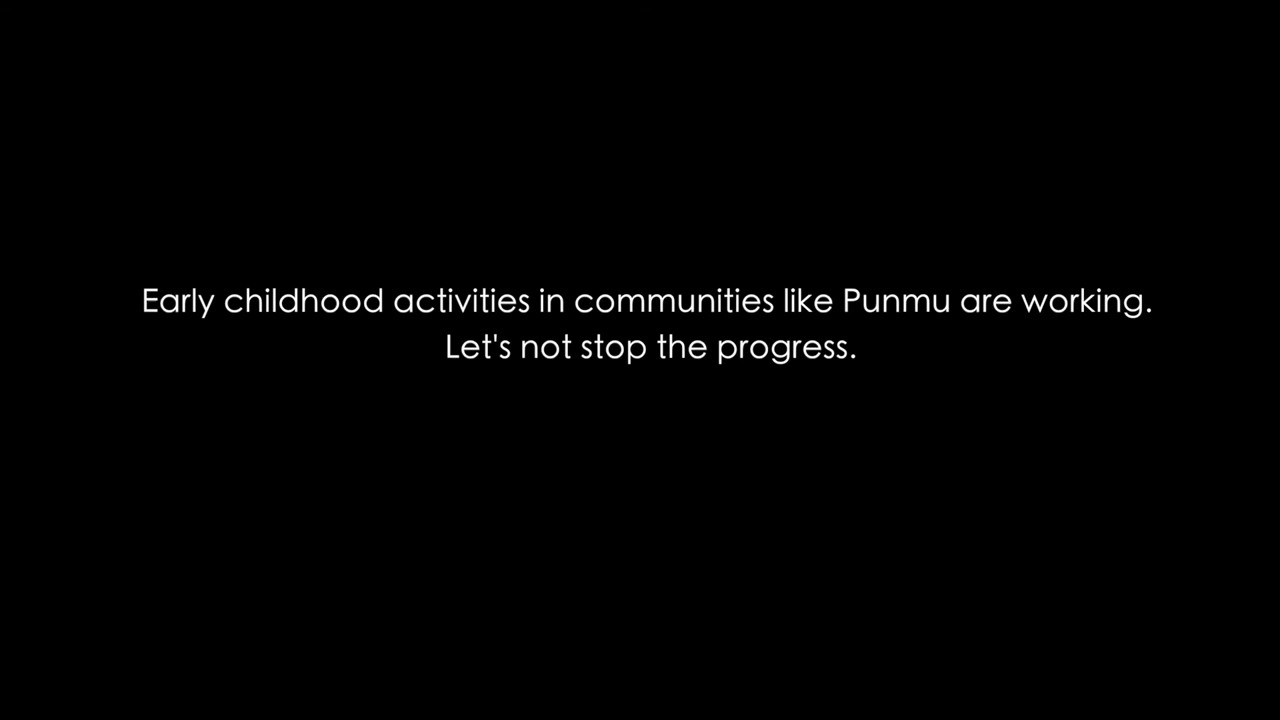 Early childhood activities in communities like Punmu are working.
Let's not stop the progress.